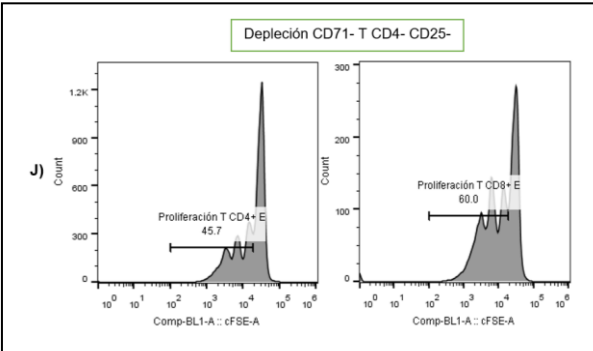 Depleción CD71- T CD4- CD25-
J)
1.2K
900
600
300
0
Count
Proliferación T CD4+ E
45.7
10^0 10^1 10^2 10^3 10^4 10^5 10^6
Comp-BL1-A :: cFSE-A
300
200
100
0
Count
Proliferación T CD8+ E
60.0
10^0 10^1 10^2 10^3 10^4 10^5 10^6
Comp-BL1-A :: cFSE-A